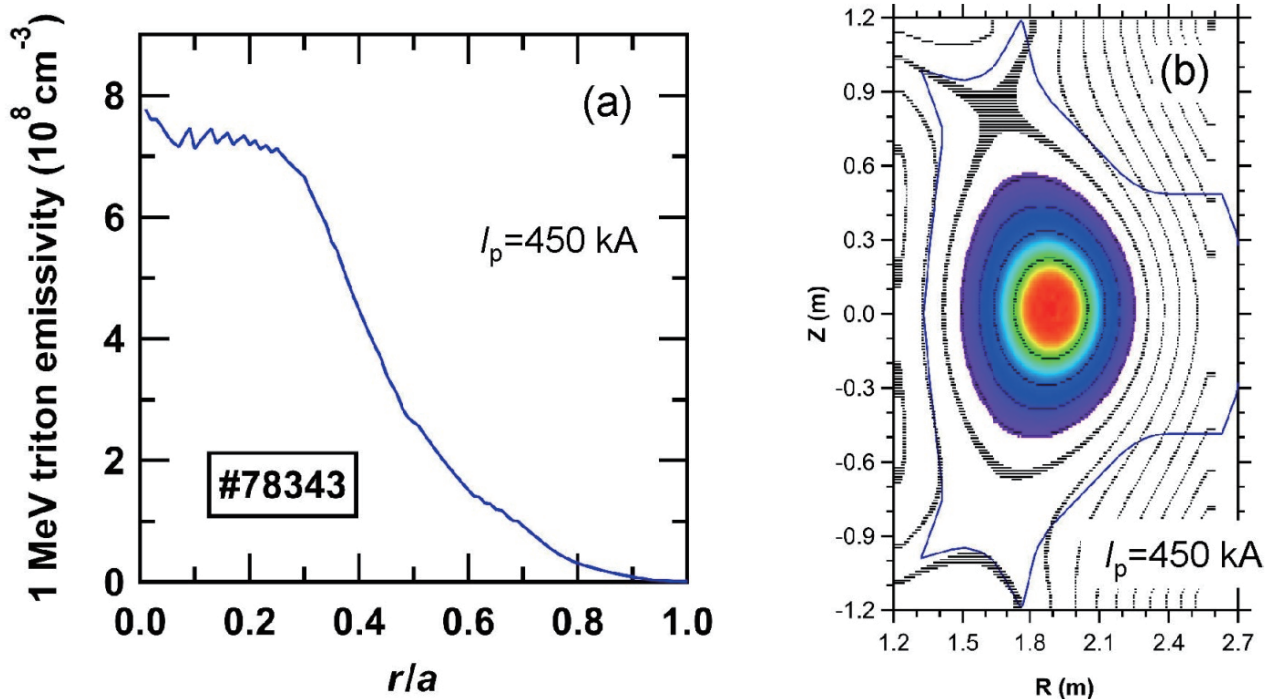 1 MeV triton emissivity (10⁸ cm⁻³)
8
6
4
2
0
0.0 0.2 0.4 0.6 0.8 1.0
r/a
(a)
Iₚ=450 kA
#78343
Z (m)
1.2
0.9
0.6
0.3
0.0
-0.3
-0.6
-0.9
-1.2
1.2 1.5 1.8 2.1 2.4 2.7
R (m)
(b)
Iₚ=450 kA